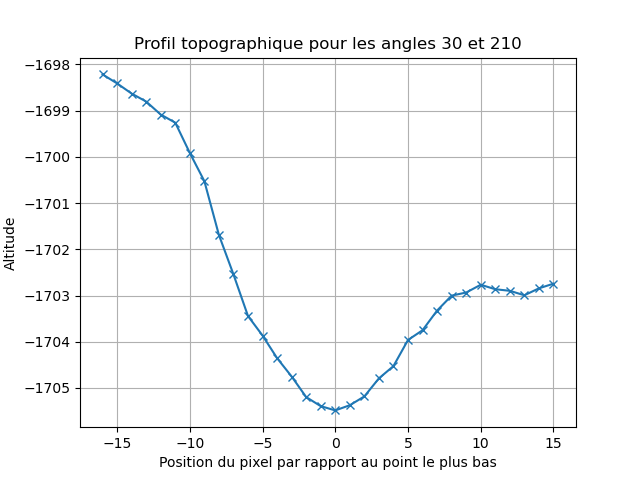 Profil topographique pour les angles 30 et 210
−1698
−1699
−1700
−1701
−1702
−1703
−1704
−1705
Altitude
−15 −10 −5 0 5 10 15
Position du pixel par rapport au point le plus bas